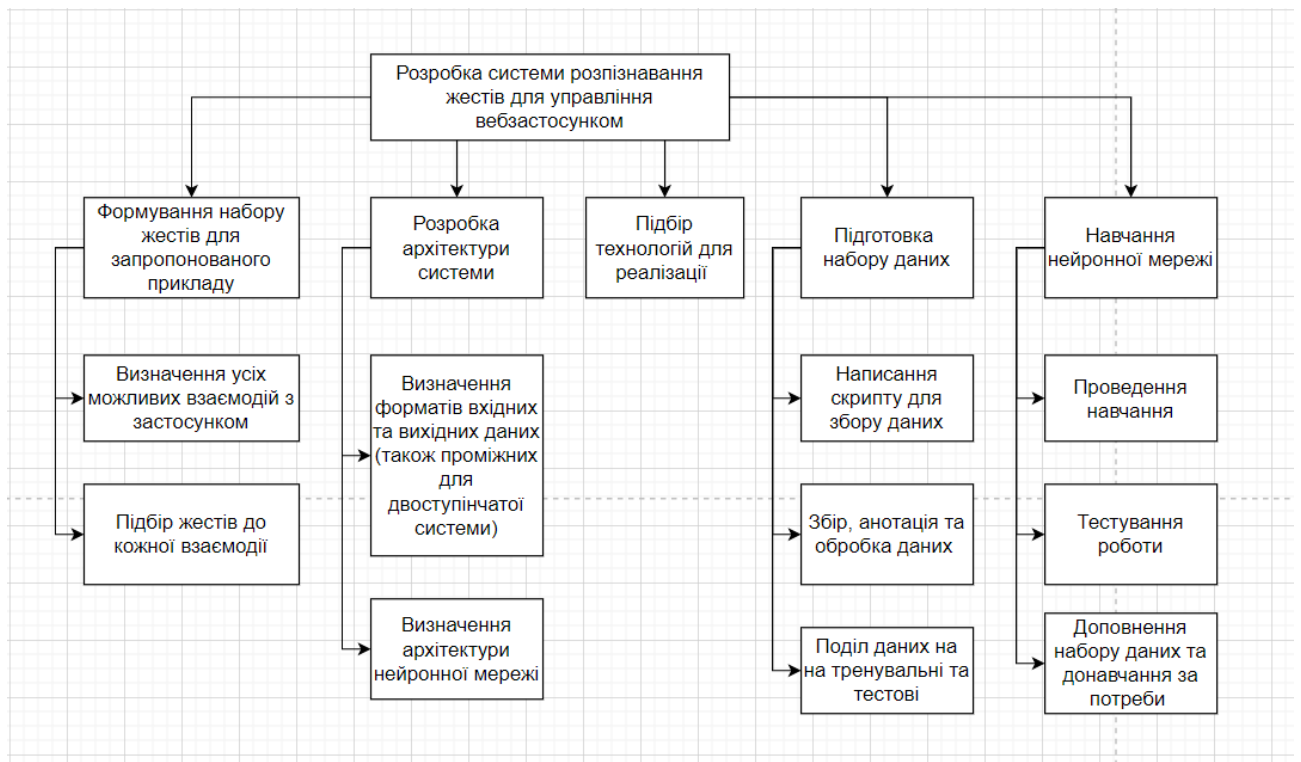 Розробка системи розпізнавання
жестів для управління
вебзастосунком
Формування набору
жестів для
запропонованого
прикладу
Розробка
архітектури
системи
Підбір
технологій для
реалізації
Підготовка
набору даних
Навчання
нейронної мережі
Визначення усіх
можливих взаємодій з
застосунком
Визначення
форматів вхідних
та вихідних даних
(також проміжних
для
двоступінчатої
системи)
Написання
скрипту для
збору даних
Проведення
навчання
Підбір жестів до
кожної взаємодії
Збір, анотація та
обробка даних
Тестування
роботи
Визначення
архітектури
нейронної мережі
Поділ даних на
на тренувальні та
тестові
Доповнення
набору даних та
донавчання за
потреби